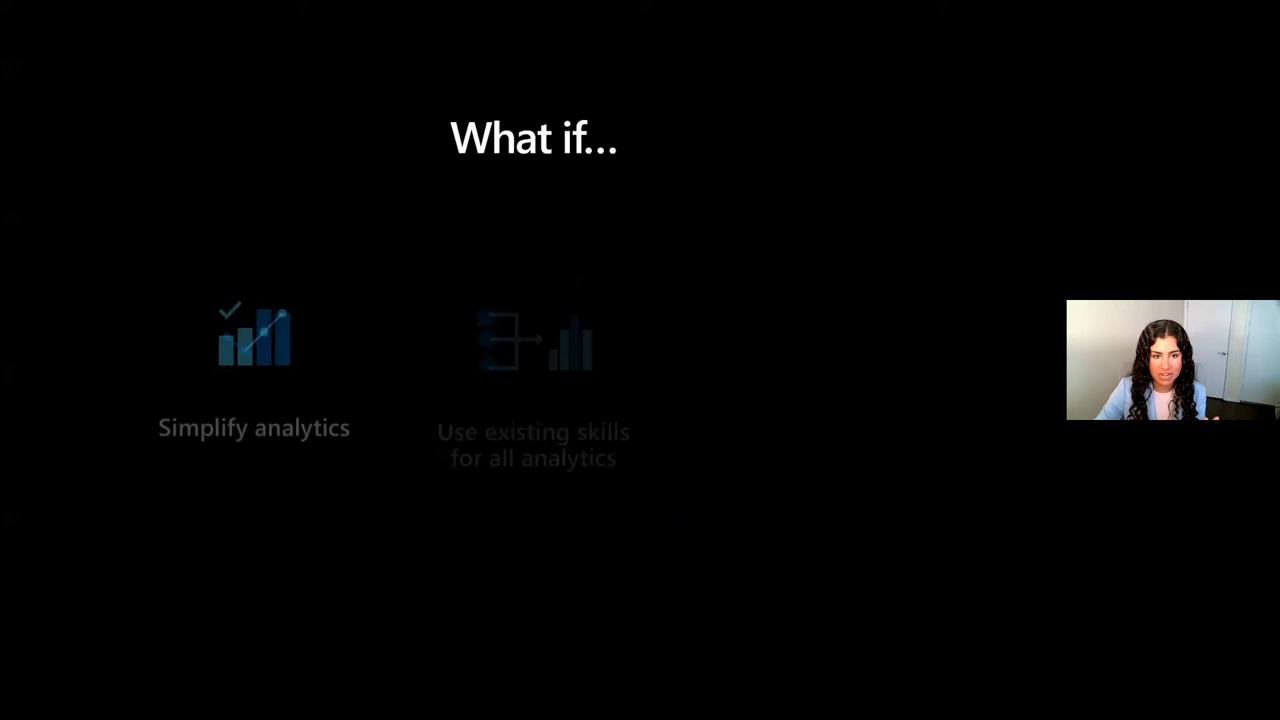 What if...
Simplify analytics
Use existing skills
for all analytics